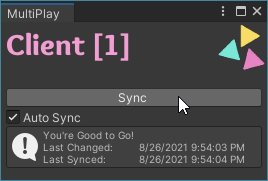 MultiPlay
Client [1]
Sync
Auto Sync
You're Good to Go!
Last Changed: 8/26/2021 9:54:03 PM
Last Synced: 8/26/2021 9:54:04 PM